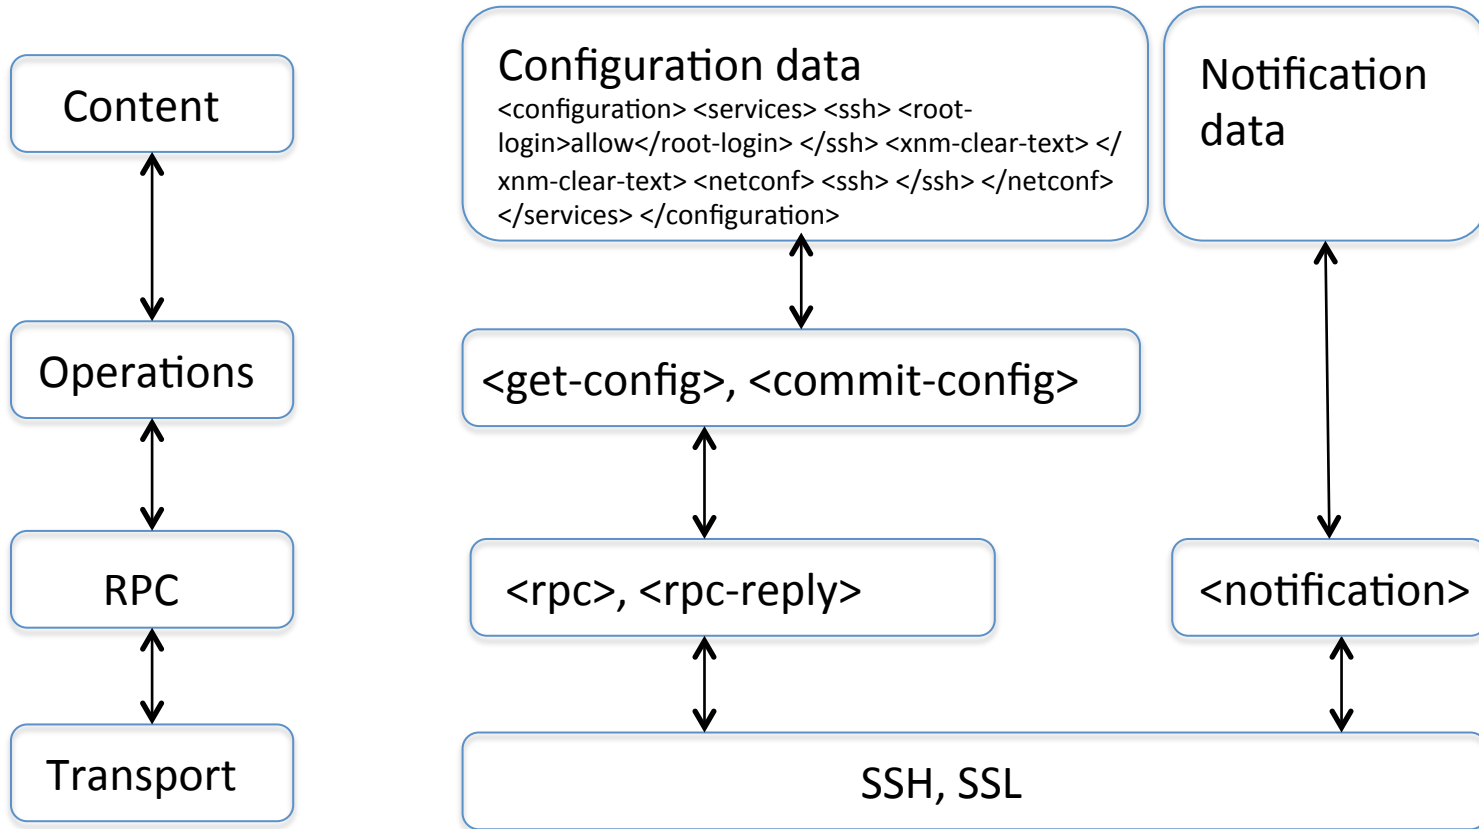 Content
Configuration data
<configuration> <services> <ssh> <root-
login>allow</root-login> </ssh> <xnm-clear-text> </
xnm-clear-text> <netconf> <ssh> </ssh> </netconf>
</services> </configuration>
Notification
data
Operations
<get-config>, <commit-config>
RPC
<rpc>, <rpc-reply>
<notification>
Transport
SSH, SSL